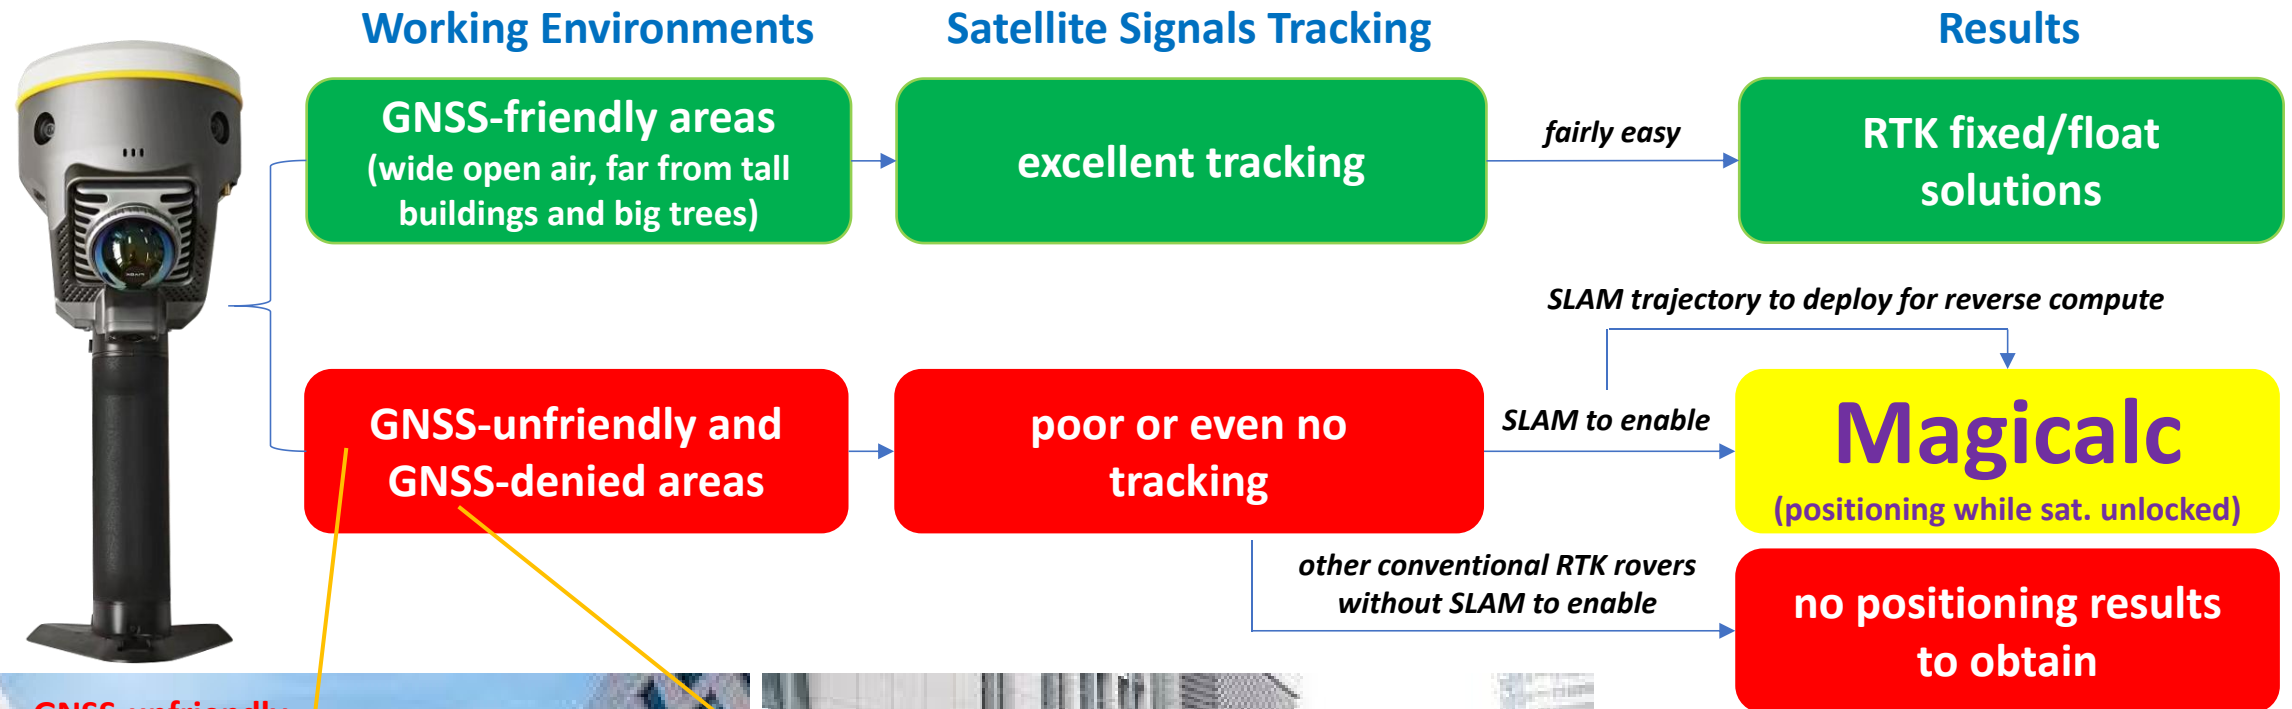 Working Environments
Satellite Signals Tracking
Results
GNSS-friendly areas
(wide open air, far from tall
buildings and big trees)
excellent tracking
fairly easy
RTK fixed/float
solutions
SLAM trajectory to deploy for reverse compute
GNSS-unfriendly and
GNSS-denied areas
poor or even no
tracking
SLAM to enable
Magicalc
(positioning while sat. unlocked)
other conventional RTK rovers
without SLAM to enable
no positioning results
to obtain
GNSS-unfriendly